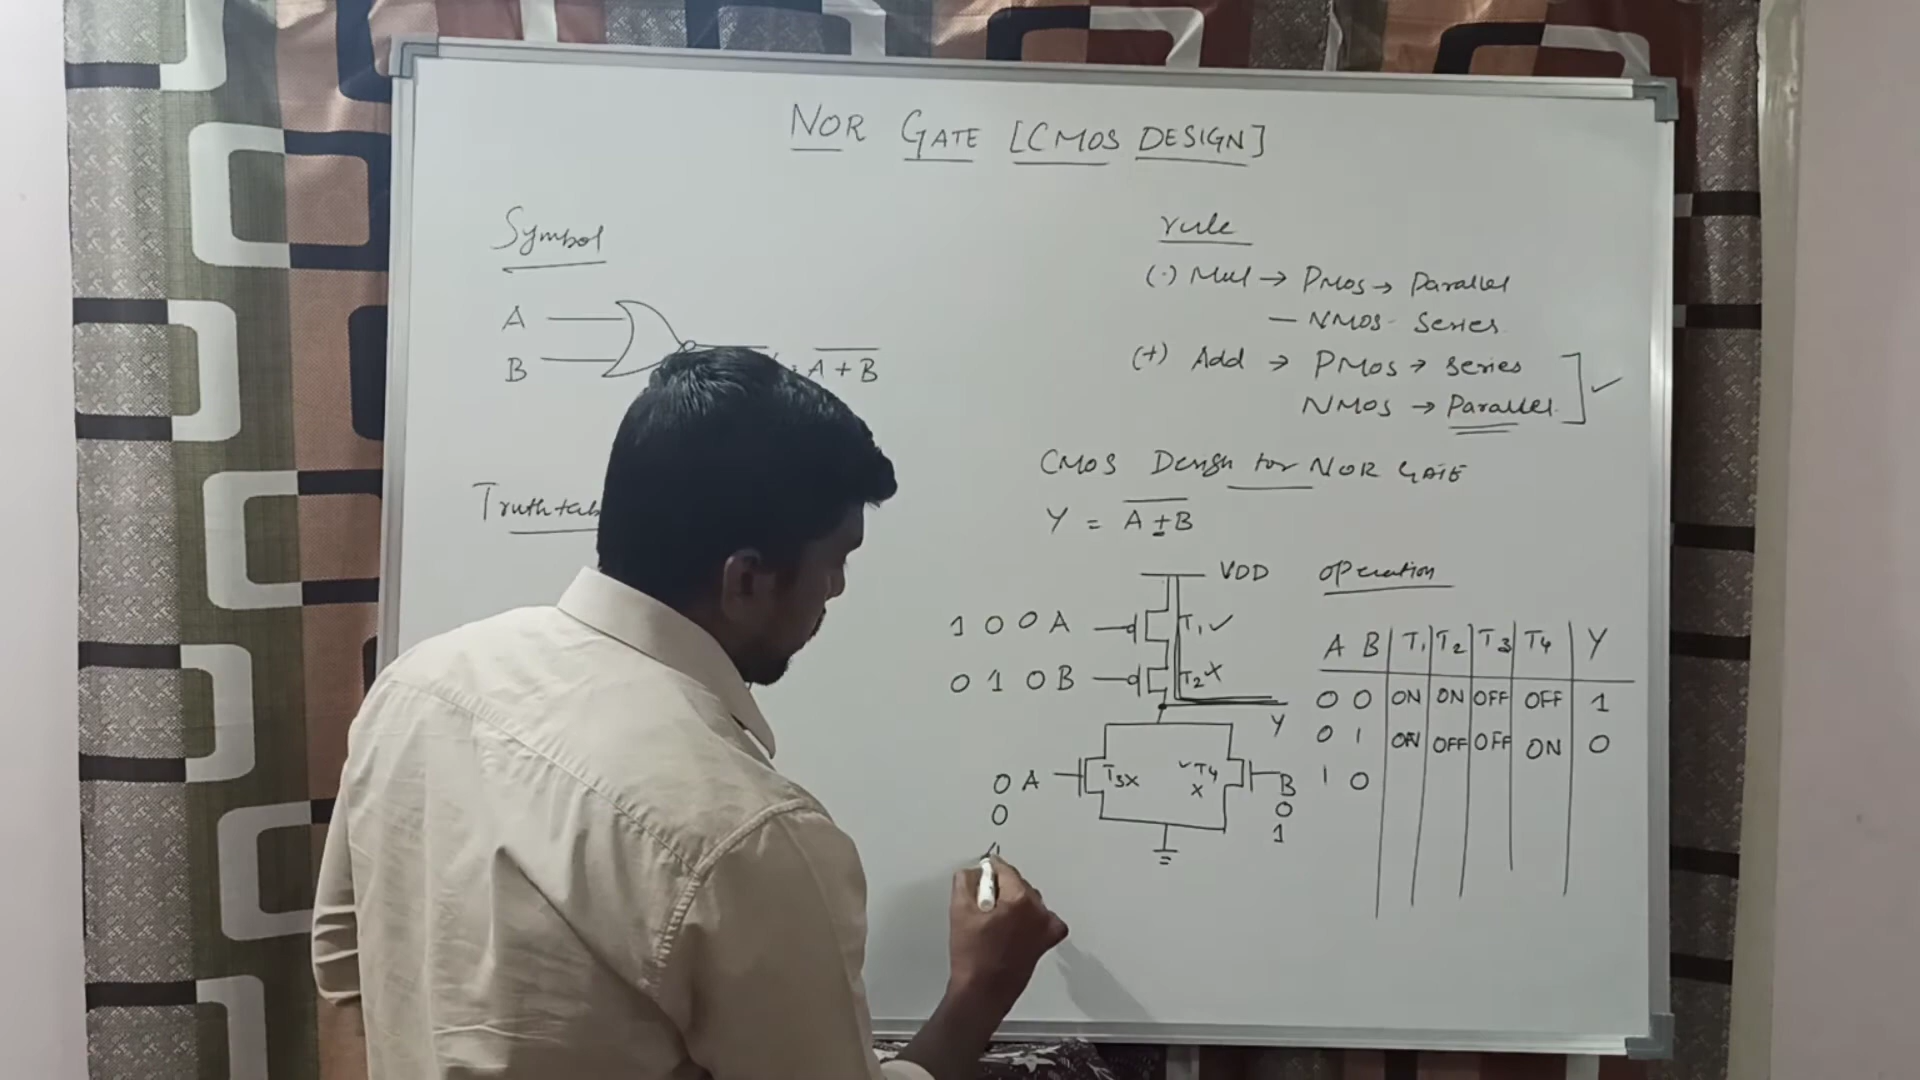 NOR GATE [CMOS DESIGN]
Symbol
A
B
A + B
Truth tab
rule
(·) Mul → PMOS → Parallel
— NMOS - Series
(+) Add → PMOS → Series
NMOS → Parallel
CMOS Design for NOR GATE
Y = A + B
VDD
1 0 0 A T1 ✓
0 1 0 B T2 X
Y
0 A T3 X ✓ T4 X B
0 0
1 1
operation
A B T1 T2 T3 T4 Y
0 0 ON ON OFF OFF 1
0 1 ON OFF OFF ON 0
1 0